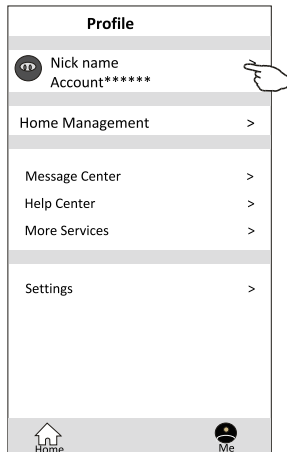 Profile
Nick name
Account******
Home Management >
Message Center >
Help Center >
More Services >
Settings >
Home Me